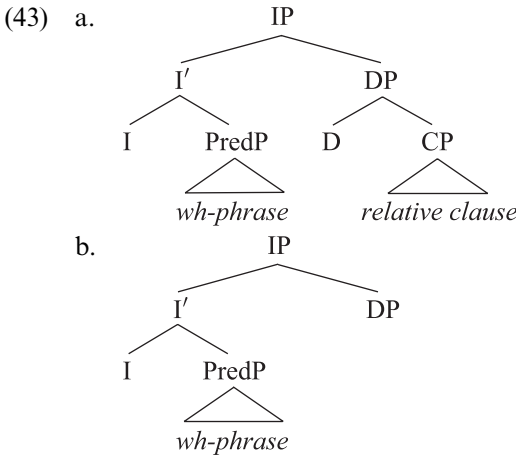 (43) a. IP
I′ DP
I PredP D CP
wh-phrase relative clause
b. IP
I′ DP
I PredP
wh-phrase